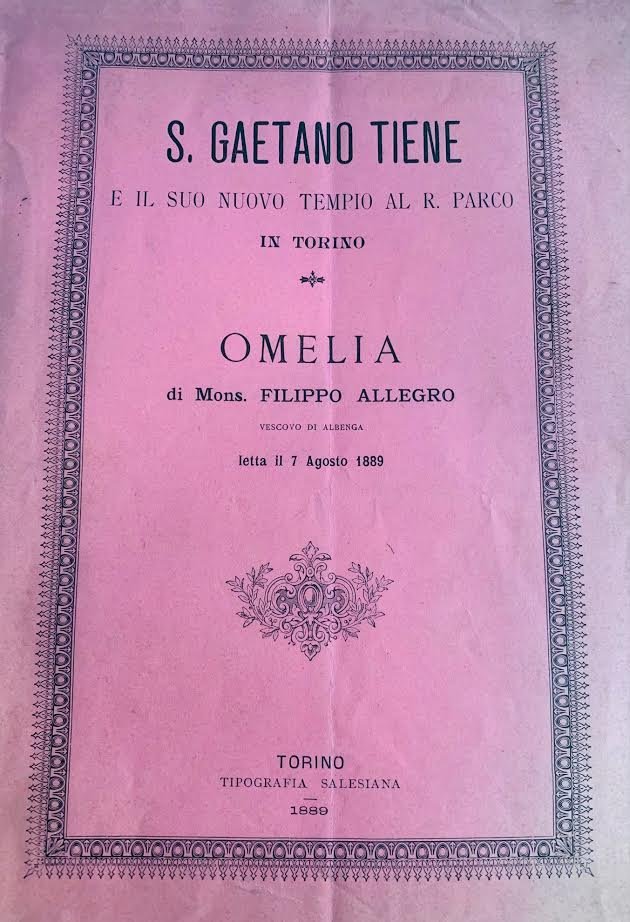 S. GAETANO TIENE
E IL SUO NUOVO TEMPIO AL R. PARCO
IN TORINO
OMELIA
di Mons. FILIPPO ALLEGRO
VESCOVO DI ALBENGA
letta il 7 Agosto 1889
TORINO
TIPOGRAFIA SALESIANA
1889